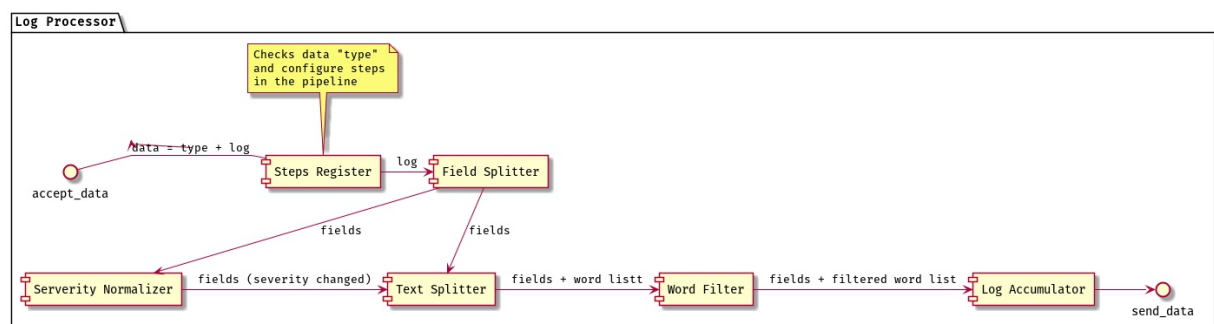 Log Processor
Checks data "type"
and configure steps
in the pipeline
data = type + log
accept_data
Steps Register
log
Field Splitter
fields
fields
Serverity Normalizer
fields (severity changed)
Text Splitter
fields + word listt
Word Filter
fields + filtered word list
Log Accumulator
send_data